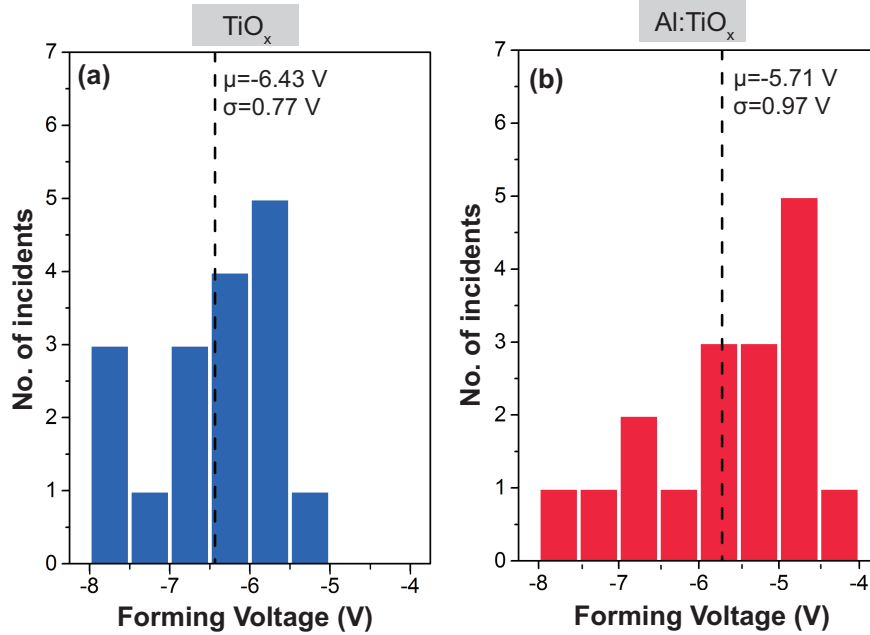 TiOₓ
(a)
μ=-6.43 V
σ=0.77 V
No. of incidents
7
6
5
4
3
2
1
0
-8 -7 -6 -5 -4
Forming Voltage (V)
Al:TiOₓ
(b)
μ=-5.71 V
σ=0.97 V
No. of incidents
7
6
5
4
3
2
1
0
-8 -7 -6 -5 -4
Forming Voltage (V)